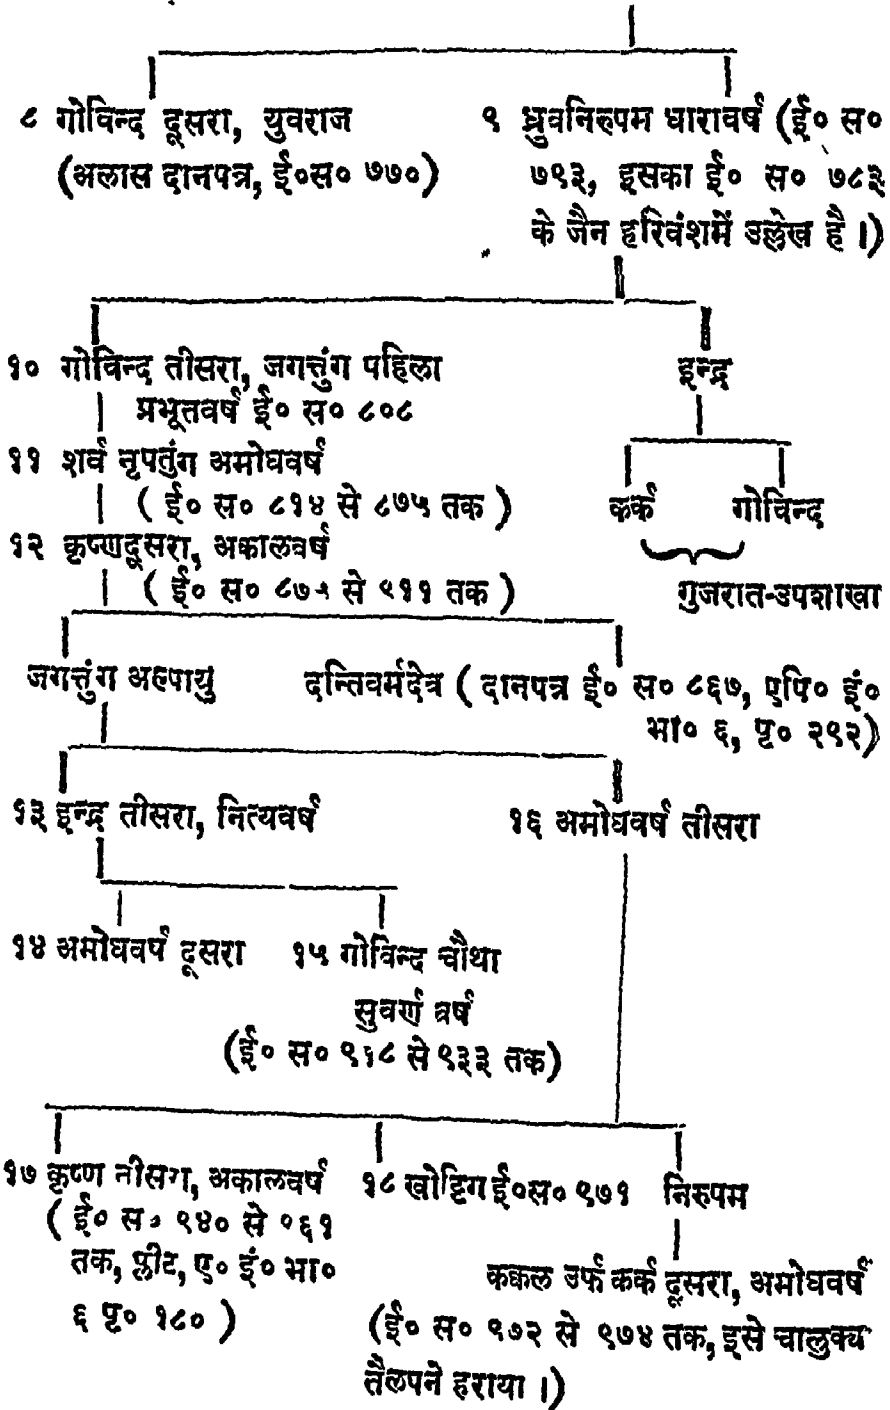 ८ गोविन्द दूसरा, युवराज
(अलास दानपत्र, ई०स० ७७०)
९ ध्रुवनिरुपम धारावर्ष (ई० स०
७९३, इसका ई० स० ७८३
के जैन हरिवंशमें उल्लेख है।)
१० गोविन्द तीसरा, जगत्तुंग पहिला
प्रभूतवर्ष ई० स० ८०८
इन्द्र
११ शर्व नृपतुंग अमोघवर्ष
( ई० स० ८१४ से ८७५ तक )
कर्क गोविन्द
१२ कृष्णदूसरा, अकालवर्ष
( ई० स० से ९११ तक )
गुजरात-उपशाखा
जगत्तुंग अल्पायु
दन्तिवर्मदेव ( दानपत्र ई० स० ८६७, एपि० इं०
भा० ६, पृ० २९२)
१३ इन्द्र तीसरा, नित्यवर्ष
१६ अमोघवर्ष तीसरा
१४ अमोघवर्ष दूसरा
१५ गोविन्द चौथा
सुवर्ण वर्ष
(ई० स० ९१८ से ९३३ तक)
१७ कृष्ण तीसरा, अकालवर्ष
( ई० स० ९४० से ९६१
तक, फ्लीट, ए० इं० भा०
६ पृ० १८० )
१८ खोट्टिग ई०स० ९७१
निरुपम
ककल उर्फ कर्क दूसरा, अमोघवर्ष
(ई० स० ९७२ से ९७४ तक, इसे चालुक्य
तैलपने हराया।)